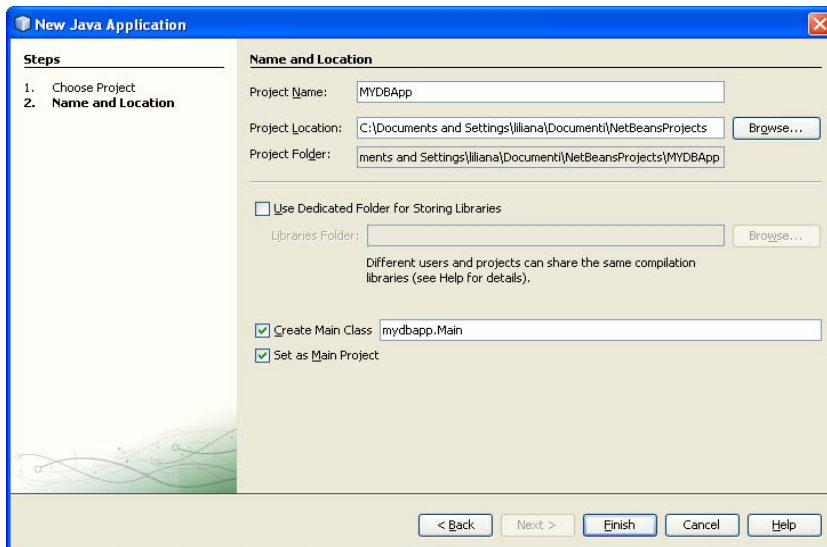 New Java Application
Steps
1. Choose Project
2. Name and Location
Name and Location
Project Name: MYDBApp
Project Location: C:\Documents and Settings\liliana\Documenti\NetBeansProjects Browse...
Project Folder: ments and Settings\liliana\Documenti\NetBeansProjects\MYDBApp
Use Dedicated Folder for Storing Libraries
Libraries Folder: Browse...
Different users and projects can share the same compilation
libraries (see Help for details).
Create Main Class mydbapp.Main
Set as Main Project
< Back Next > Finish Cancel Help